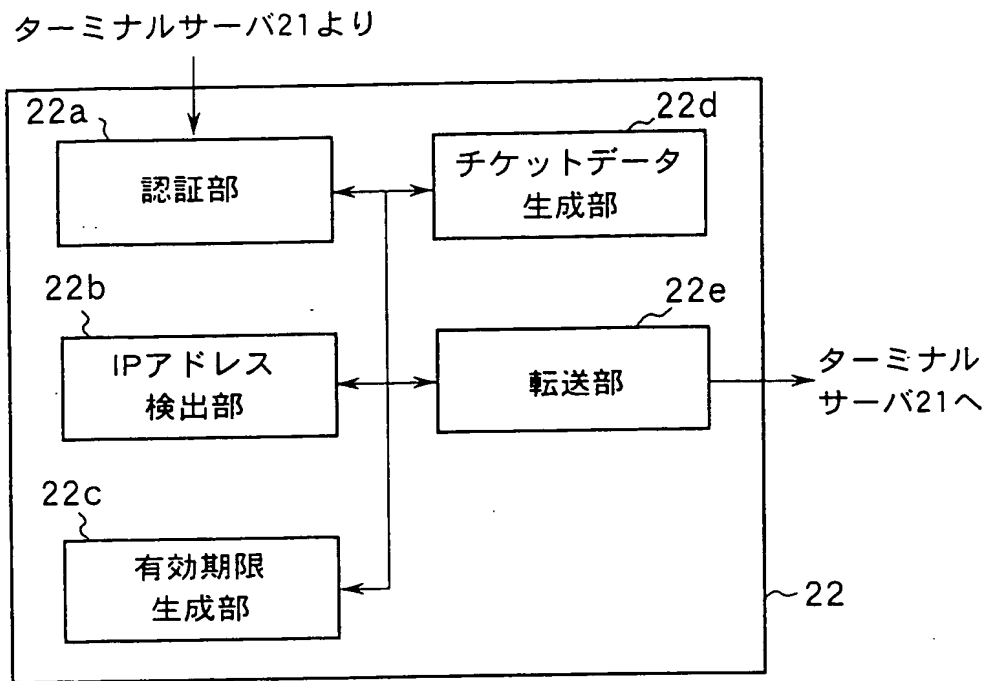 ターミナルサーバ21より
22a
認証部
22d
チケットデータ
生成部
22b
IPアドレス
検出部
22e
転送部
ターミナル
サーバ21へ
22c
有効期限
生成部
22